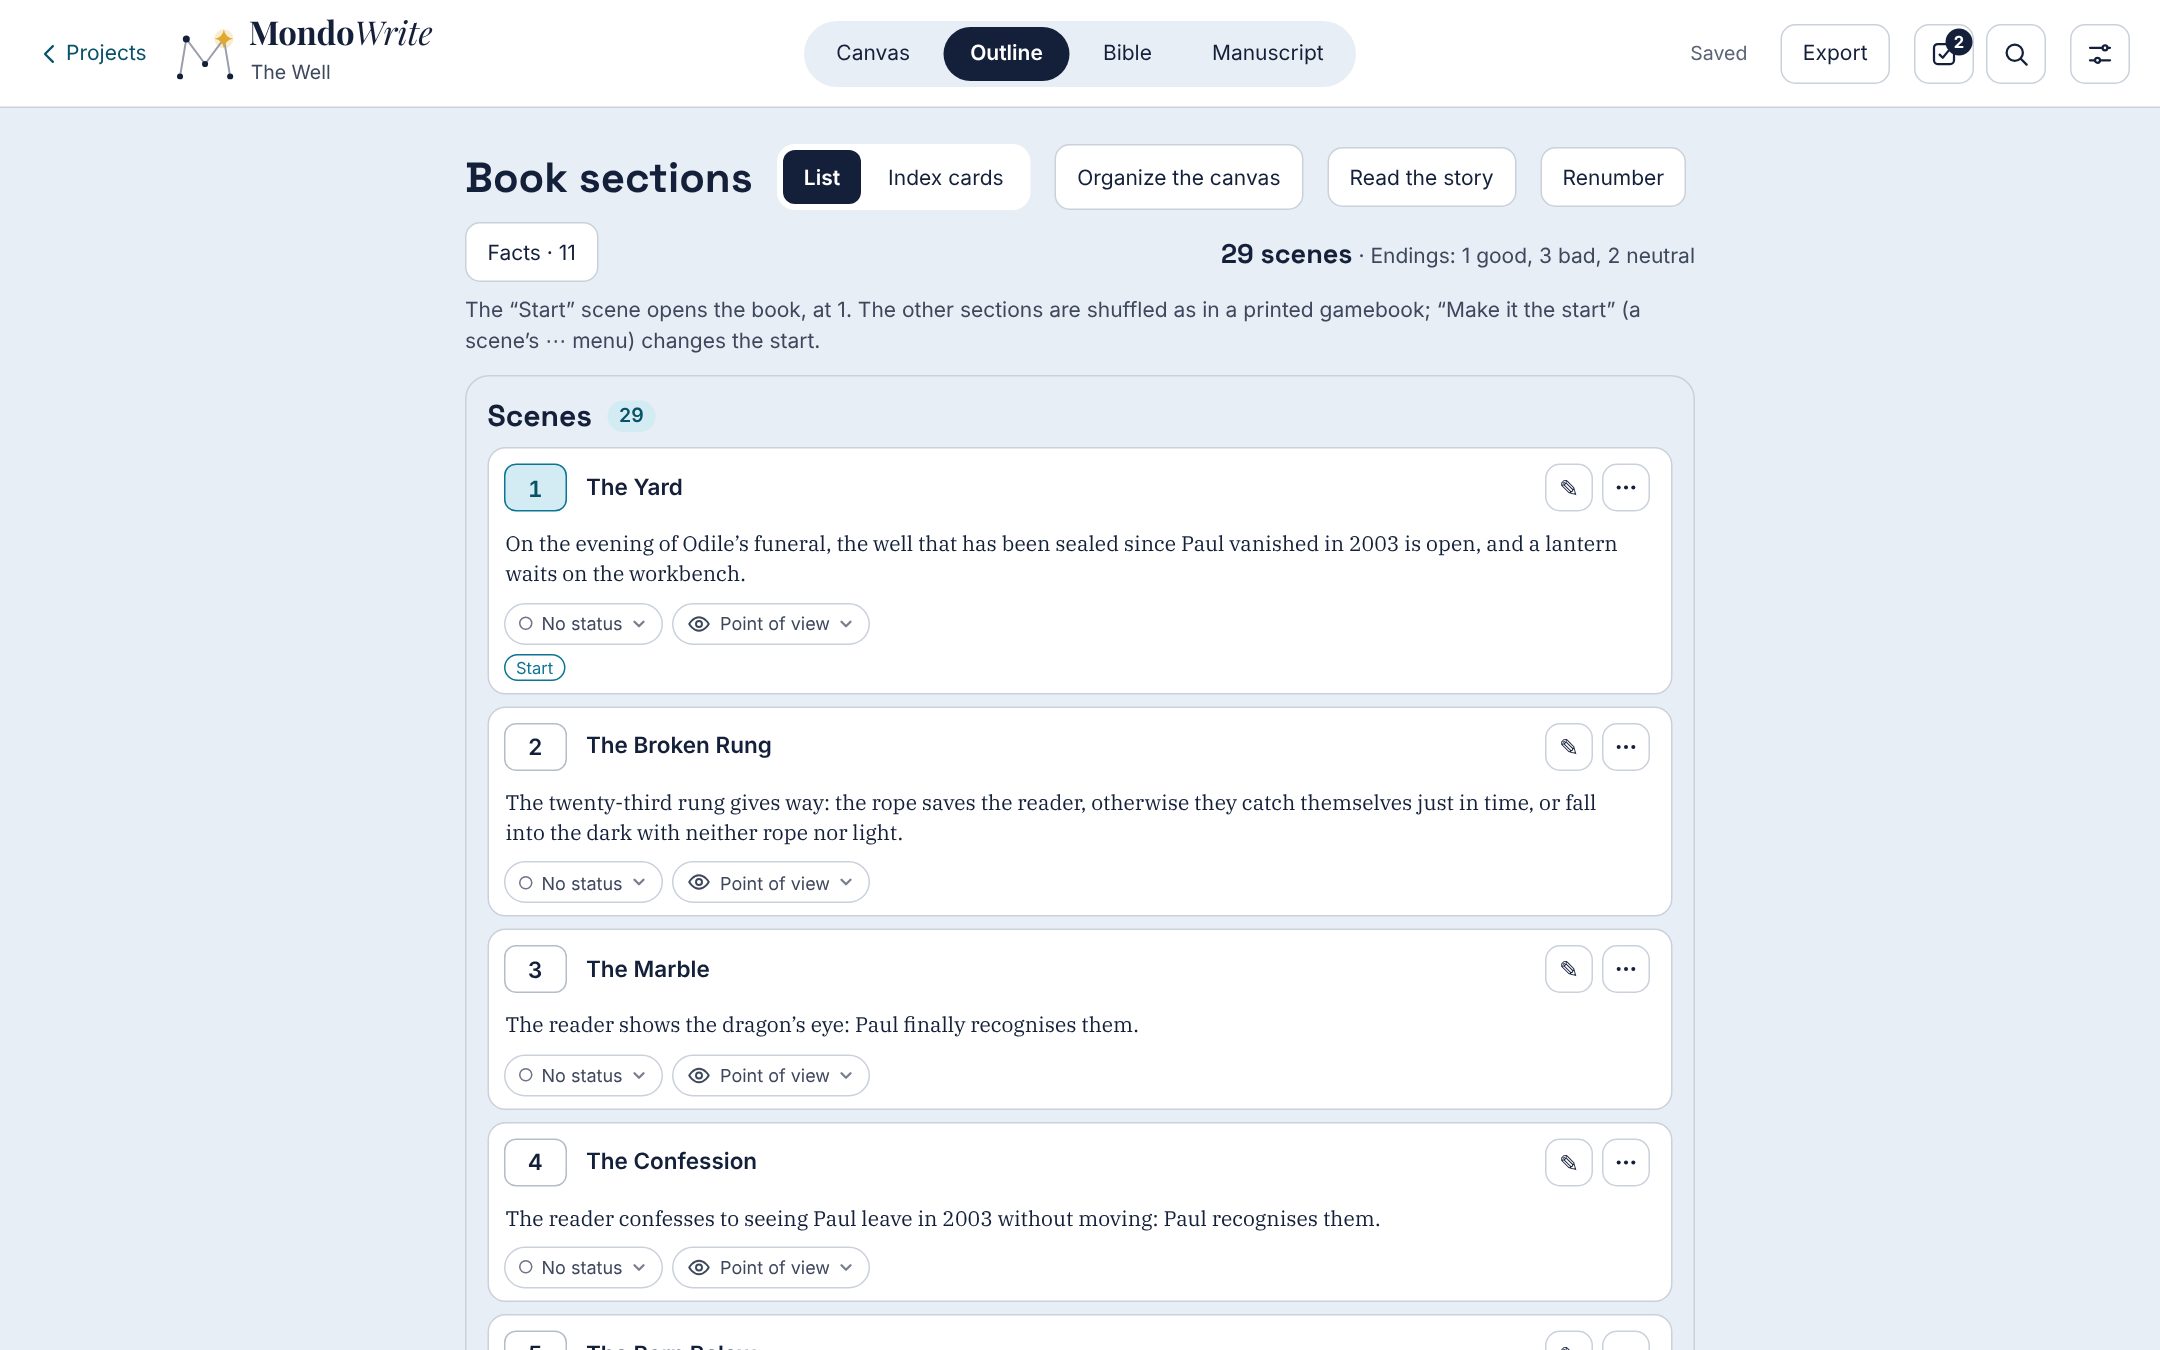 Projects
MondoWrite
The Well
Canvas
Outline
Bible
Manuscript
Saved
Export
2
Book sections
List
Index cards
Organize the canvas
Read the story
Renumber
Facts · 11
29 scenes · Endings: 1 good, 3 bad, 2 neutral
The “Start” scene opens the book, at 1. The other sections are shuffled as in a printed gamebook; “Make it the start” (a
scene’s ··· menu) changes the start.
Scenes 29
1 The Yard
On the evening of Odile’s funeral, the well that has been sealed since Paul vanished in 2003 is open, and a lantern
waits on the workbench.
No status Point of view
Start
2 The Broken Rung
The twenty-third rung gives way: the rope saves the reader, otherwise they catch themselves just in time, or fall
into the dark with neither rope nor light.
No status Point of view
3 The Marble
The reader shows the dragon’s eye: Paul finally recognises them.
No status Point of view
4 The Confession
The reader confesses to seeing Paul leave in 2003 without moving: Paul recognises them.
No status Point of view